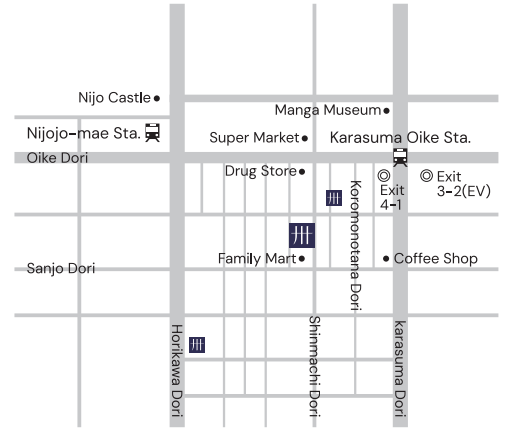 Nijo Castle
Manga Museum
Nijojo-mae Sta.
Super Market
Karasuma Oike Sta.
Oike Dori
Drug Store
Exit
4-1
Exit
3-2(EV)
Koromonotana Dori
Family Mart
Coffee Shop
Sanjo Dori
Horikawa Dori
Shinmachi Dori
karasuma Dori